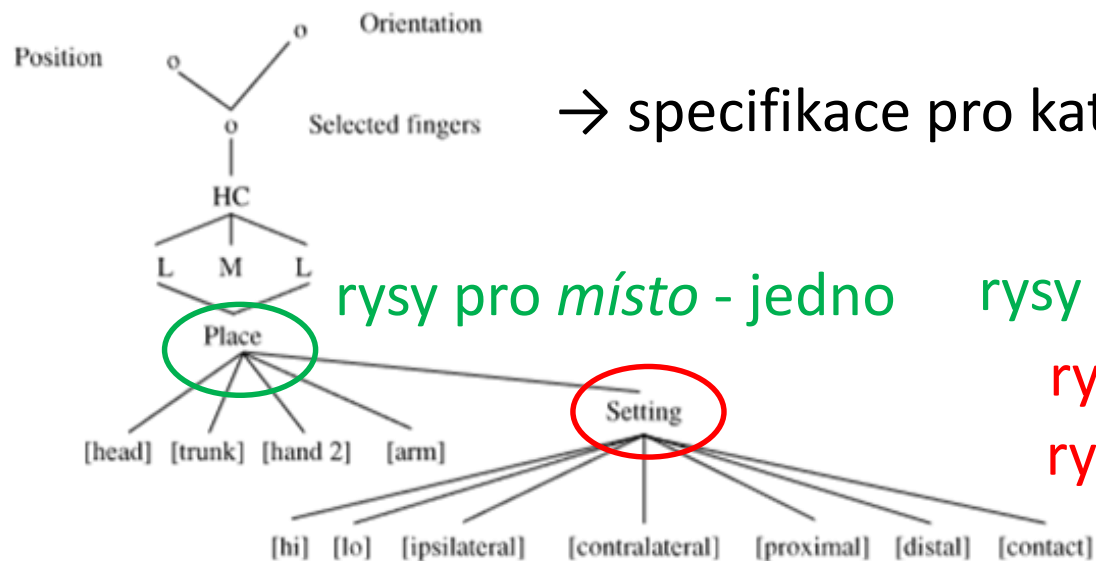 o Orientation
Position o
o Selected fingers
→ specifikace pro kat
HC
L M L
rysy pro místo - jedno
rysy
Place
ry
Setting
ry
[head] [trunk] [hand 2] [arm]
[hi] [lo] [ipsilateral] [contralateral] [proximal] [distal] [contact]